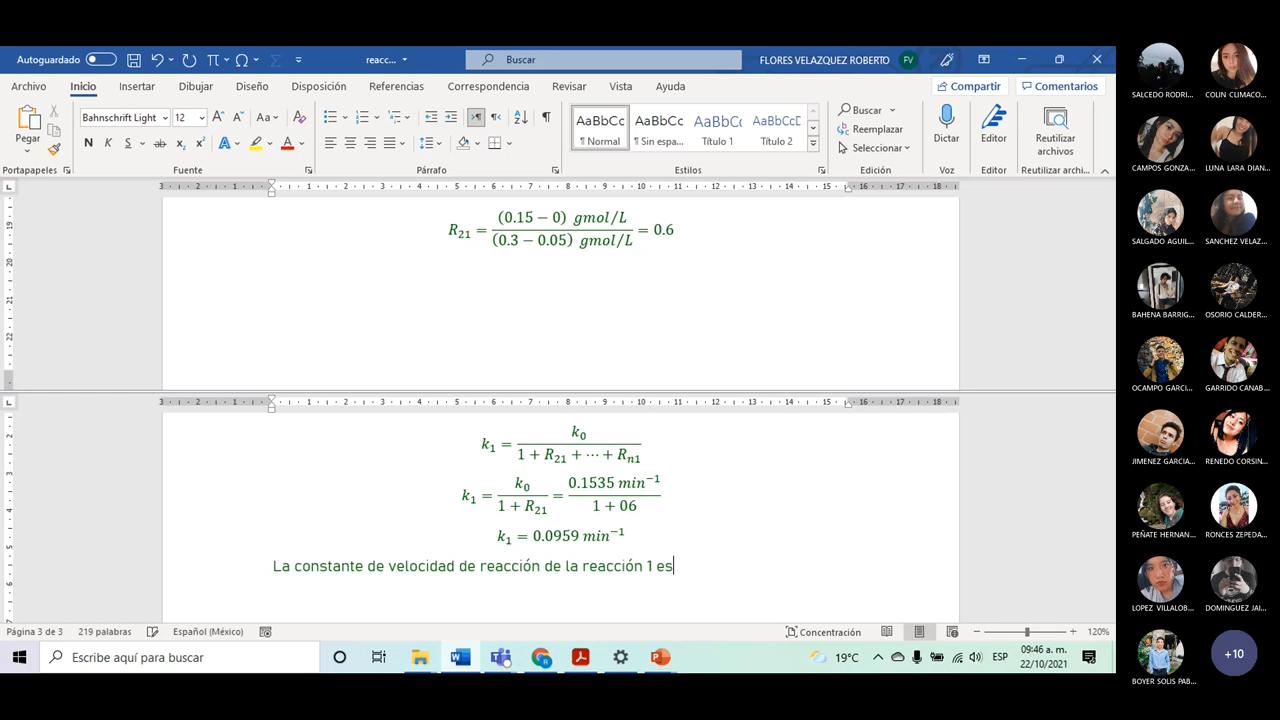 Autoguardado
reacc...
Buscar
FLORES VELAZQUEZ ROBERTO
FV
Archivo Inicio Insertar Dibujar Diseño Disposición Referencias Correspondencia Revisar Vista Ayuda
Compartir
Comentarios
Pegar
Bahnschrift Light 12
N K S
AaBbCc AaBbCc AaBbCc AaBbCcD
¶ Normal ¶ Sin espa... Título 1 Título 2
Buscar
Reemplazar
Seleccionar
Dictar
Editor
Reutilizar
archivos
Portapapeles Fuente Párrafo Estilos Edición Voz Editor Reutilizar archi...
R₂₁ = (0.15 − 0) gmol/L / (0.3 − 0.05) gmol/L = 0.6
k₁ = k₀ / 1 + R₂₁ + ⋯ + Rₙ₁
k₁ = k₀ / 1 + R₂₁ = 0.1535 min⁻¹ / 1 + 06
k₁ = 0.0959 min⁻¹
La constante de velocidad de reacción de la reacción 1 es
Página 3 de 3 219 palabras Español (México) Concentración 120%
Escribe aquí para buscar
19°C
ESP
09:46 a. m.
22/10/2021
SALCEDO RODRI... COLIN CLIMACO...
CAMPOS GONZA... LUNA LARA DIAN...
SALGADO AGUIL... SANCHEZ VELAZ...
BAHENA BARRIG... OSORIO CALDER...
OCAMPO GARCI... GARRIDO CANAB...
JIMENEZ GARCIA... RENEDO CORSIN...
PEÑATE HERNAN... RONCES ZEPEDA...
LOPEZ VILLALOB... DOMINGUEZ JAI...
BOYER SOLIS PAB...
+10